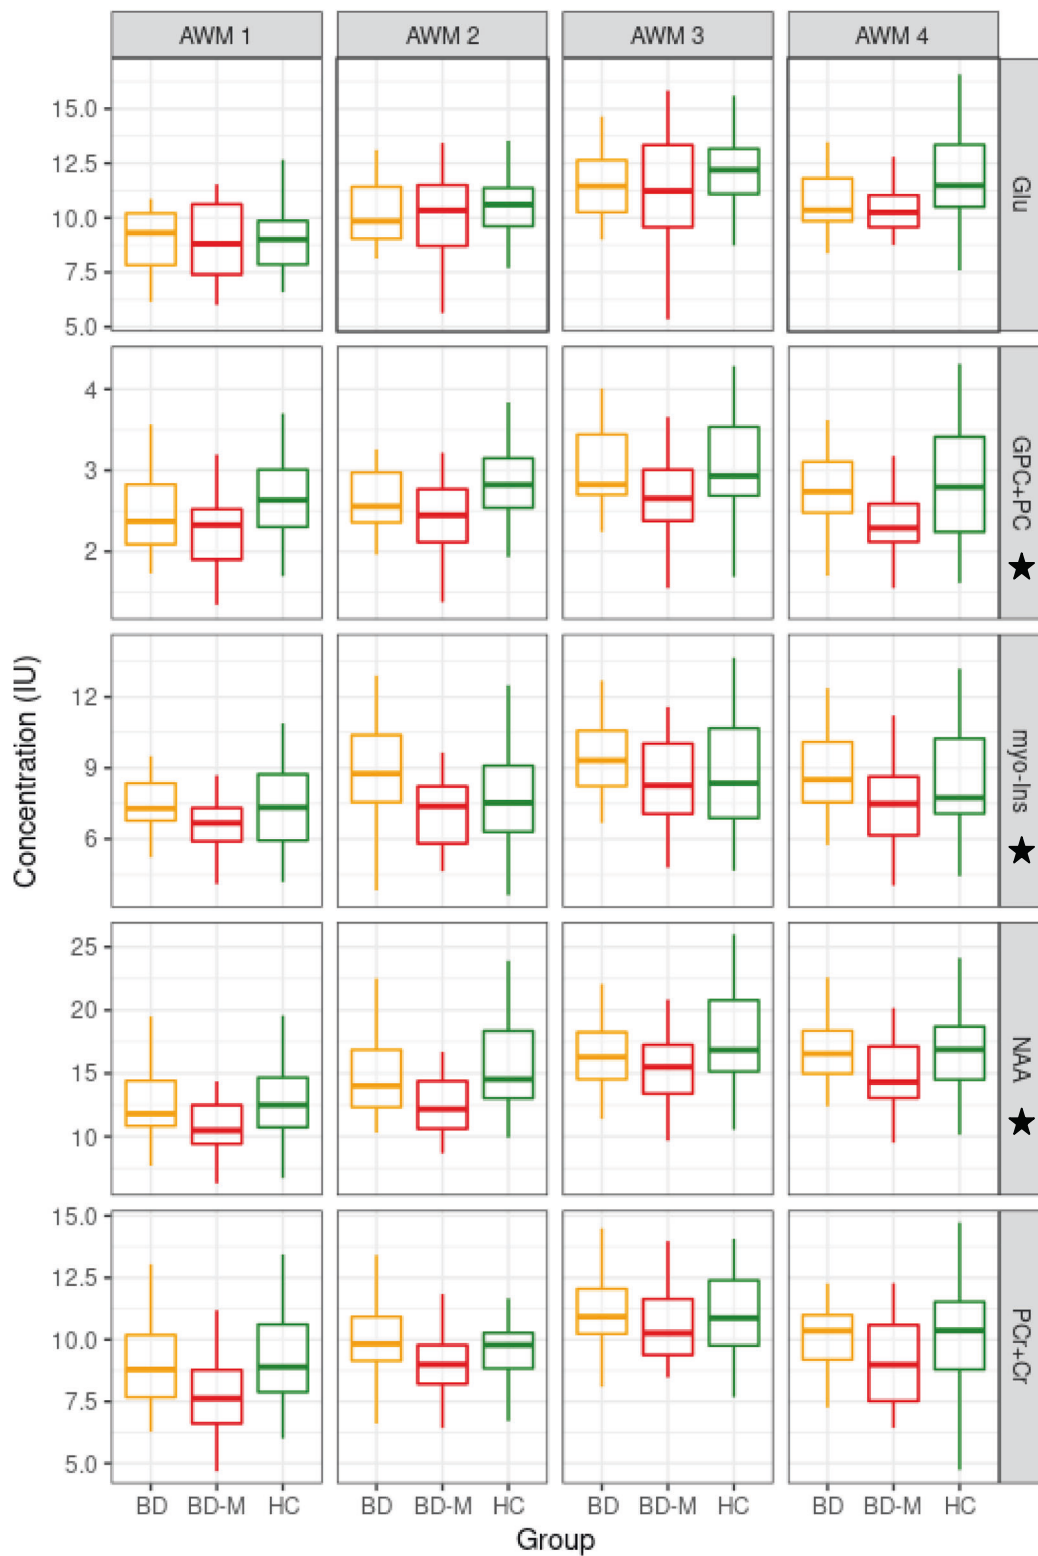 AWM 1 AWM 2 AWM 3 AWM 4
15.0
12.5
10.0
7.5
5.0
Glu
4
3
2
GPC+PC ★
12
9
6
myo-Ins ★
25
20
15
10
NAA ★
15.0
12.5
10.0
7.5
5.0
PCr+Cr
Concentration (IU)
BD BD-M HC BD BD-M HC BD BD-M HC BD BD-M HC
Group